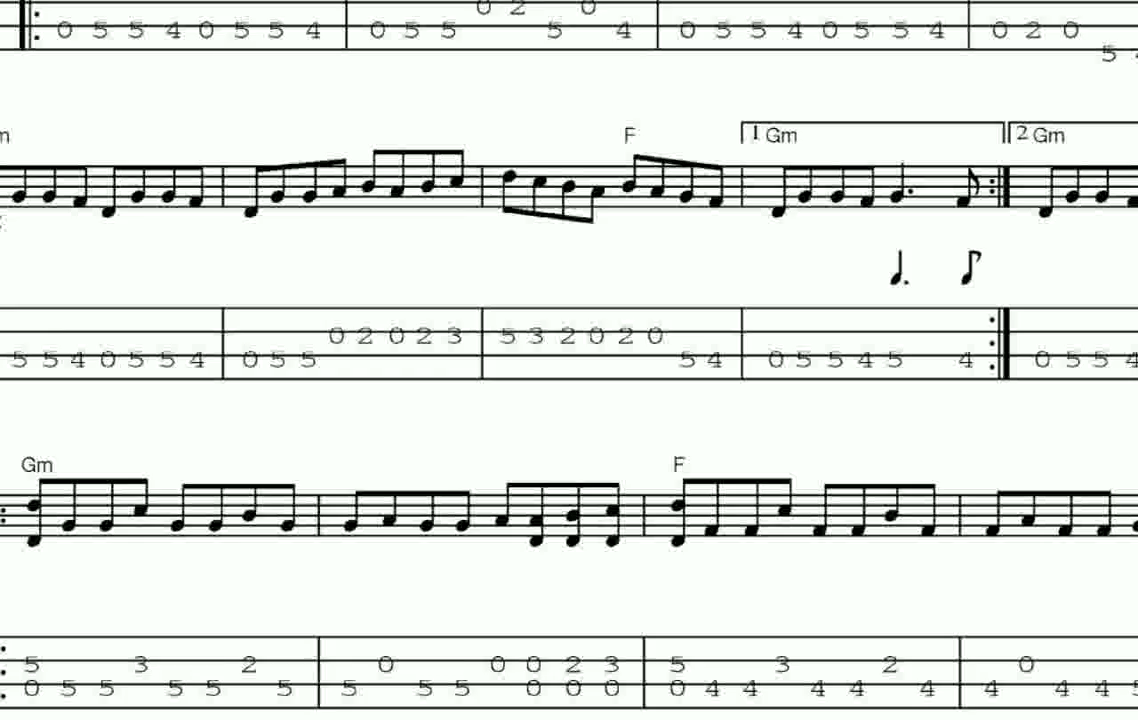 0 2 0
0 5 5 4 0 5 5 4 0 5 5 5 4 0 5 5 4 0 5 5 4 0 2 0
5
F 1 Gm 2 Gm
0 2 0 2 3 5 3 2 0 2 0
5 5 4 0 5 5 4 0 5 5 5 4 0 5 5 4 5 4 0 5 5 4
Gm F
5 3 2 0 0 0 2 3 5 3 2 0
0 5 5 5 5 5 5 5 5 0 0 0 0 4 4 4 4 4 4 4 4